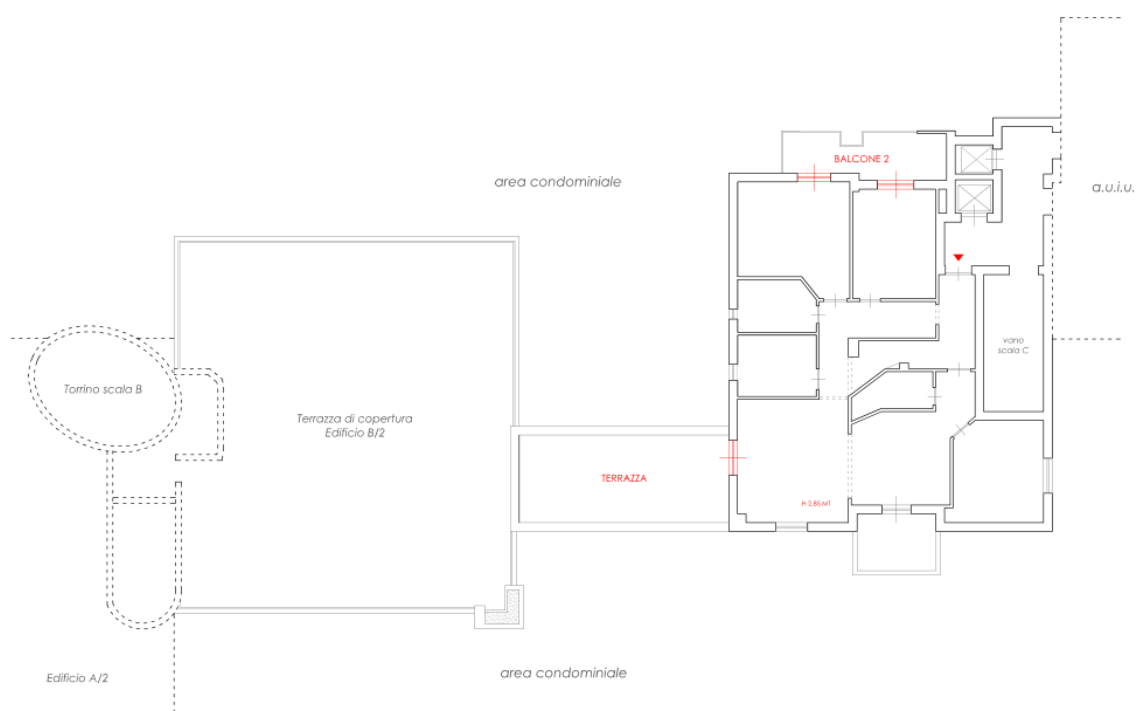 BALCONE 2
area condominiale
a.u.i.u.
vano
scala C
Torrino scala B
Terrazza di copertura
Edificio B/2
TERRAZZA
H 2.85 MT
area condominiale
Edificio A/2